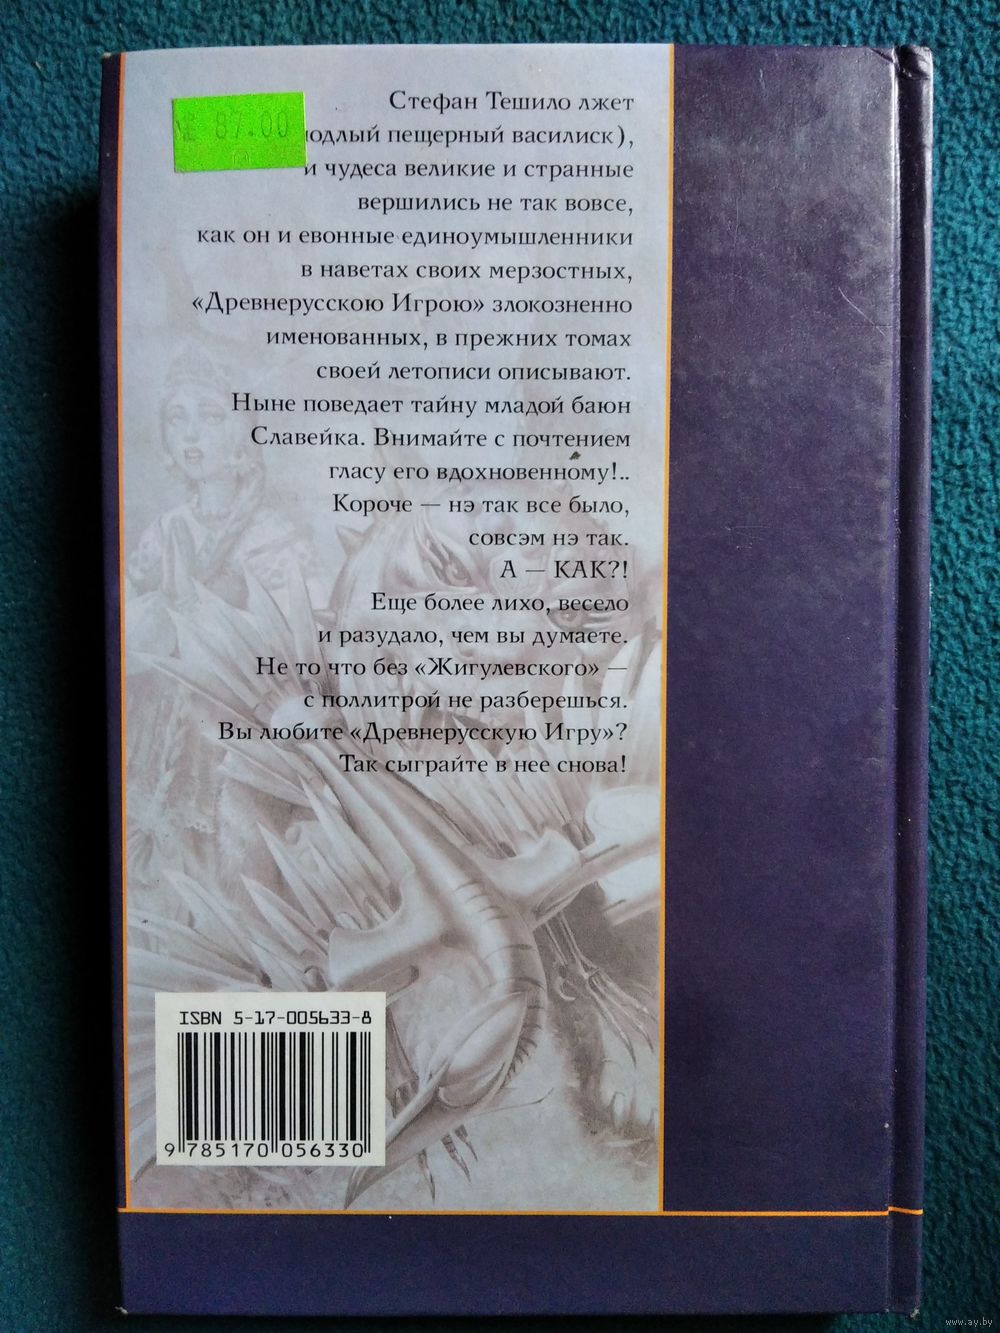 Стефан Тешило лжет
87.00
подлый пещерный василиск),
и чудеса великие и странные
вершились не так вовсе,
как он и евонные единоумышленники
в наветах своих мерзостных,
«Древнерусскою Игрою» злокозненно
именованных, в прежних томах
своей летописи описывают.
Ныне поведает тайну младой баюн
Славейка. Внимайте с почтением
гласу его вдохновенному!..
Короче — нэ так все было,
совсэм нэ так.
А — КАК?!
Еще более лихо, весело
и разудало, чем вы думаете.
Не то что без «Жигулевского» —
с поллитрой не разберешься.
Вы любите «Древнерусскую Игру»?
Так сыграйте в нее снова!
ISBN 5-17-005633-8
9 785170 056330
www.ay.by